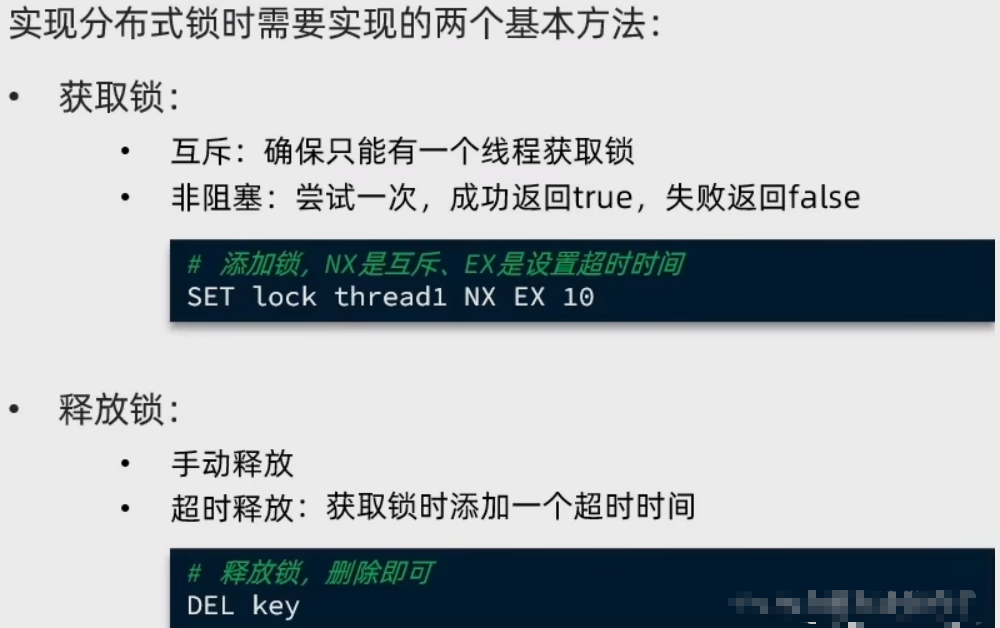 实现分布式锁时需要实现的两个基本方法：
• 获取锁：
• 互斥：确保只能有一个线程获取锁
• 非阻塞：尝试一次，成功返回true，失败返回false
# 添加锁，NX是互斥、EX是设置超时时间
SET lock thread1 NX EX 10
• 释放锁：
• 手动释放
• 超时释放：获取锁时添加一个超时时间
# 释放锁，删除即可
DEL key